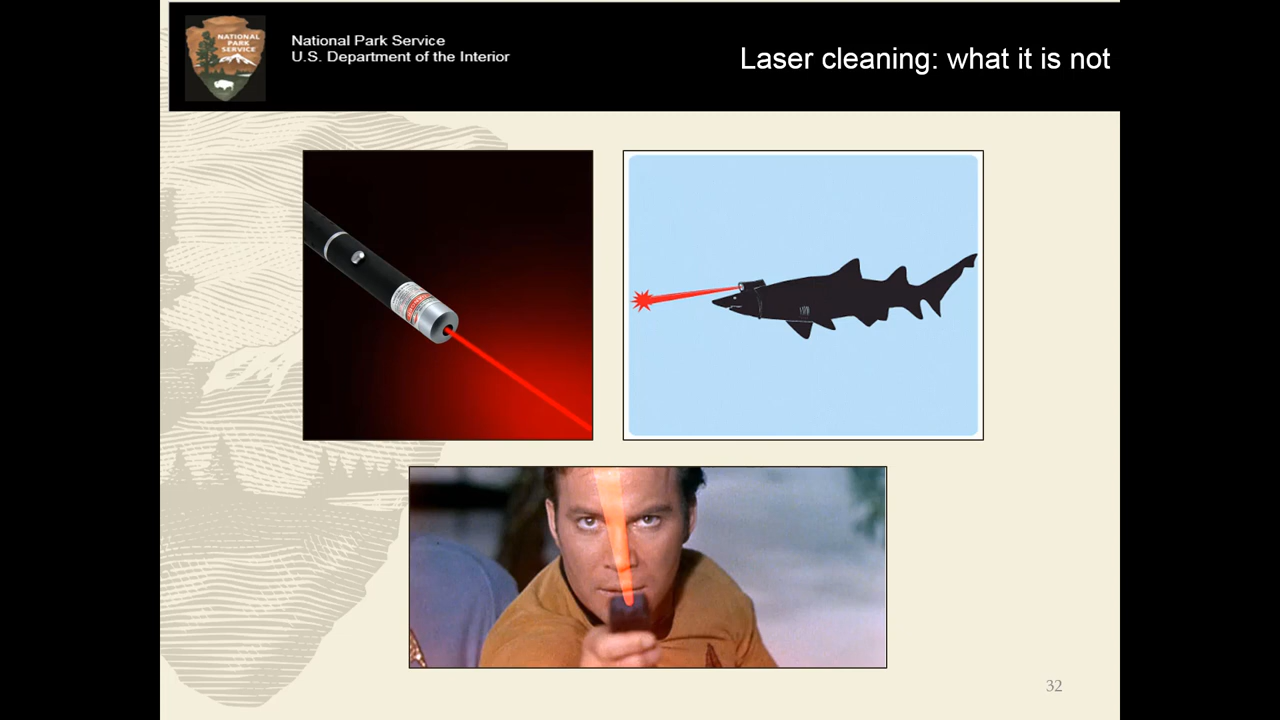 NATIONAL
PARK
SERVICE
National Park Service
U.S. Department of the Interior
Laser cleaning: what it is not
32